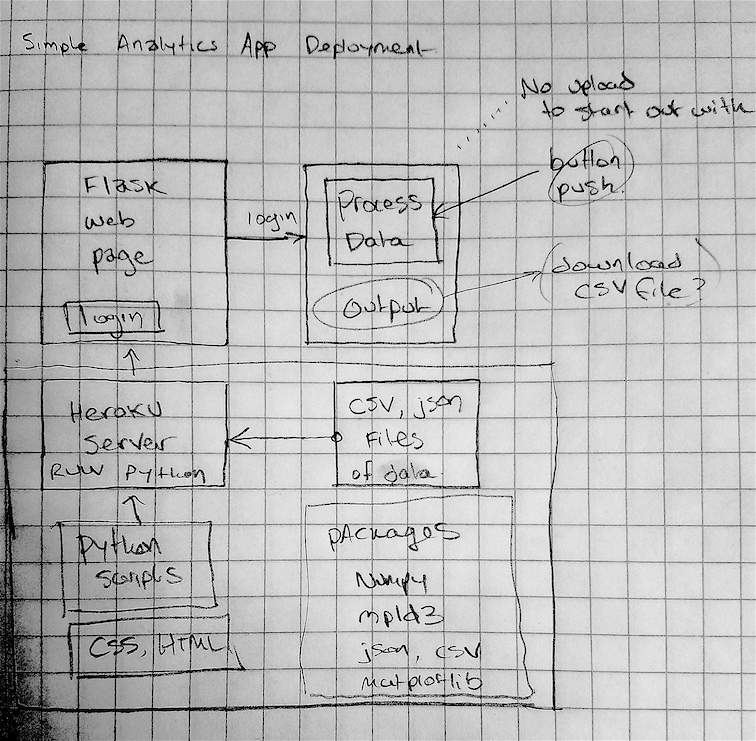 Simple Analytics App Deployment
No upload
to start out with
button
push
Flask
web
page
login
login
Process
Data
Output
download
CSV file?
Heroku
Server
RUN Python
CSV, json
Files
of data
Python
scripts
CSS, HTML
Packages
Numpy
mpld3
json, csv
matplotlib